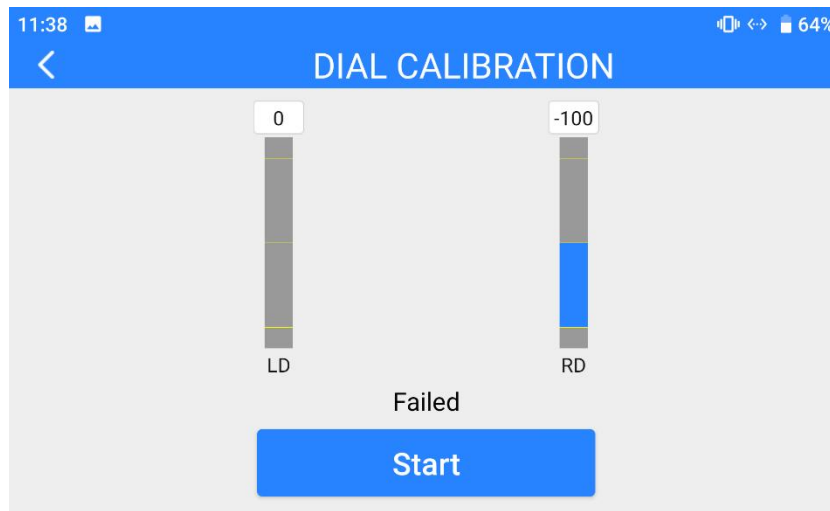 11:38
64%
DIAL CALIBRATION
0
-100
LD
RD
Failed
Start